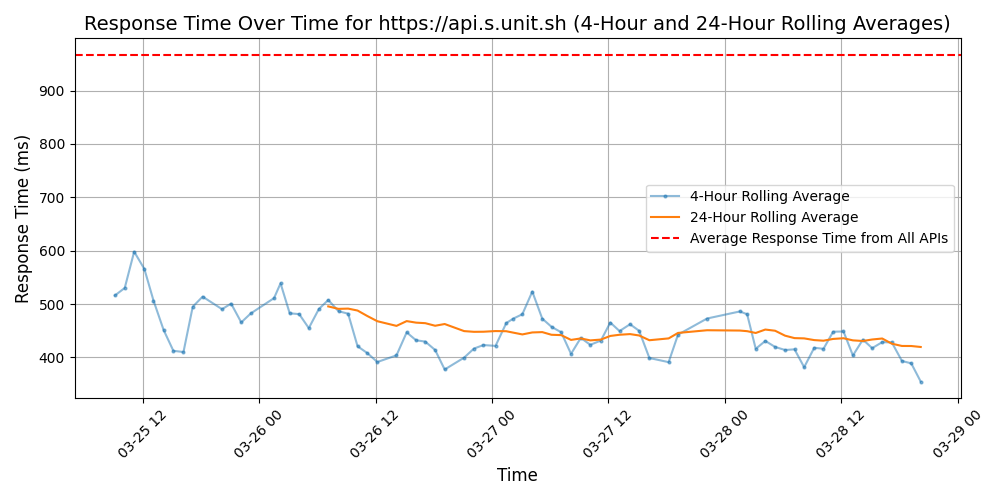 Response Time Over Time for https://api.s.unit.sh (4-Hour and 24-Hour Rolling Averages)
Response Time (ms)
900
800
700
600
500
400
4-Hour Rolling Average
24-Hour Rolling Average
Average Response Time from All APIs
03-25 12
03-26 00
03-26 12
03-27 00
03-27 12
03-28 00
03-28 12
03-29 00
Time